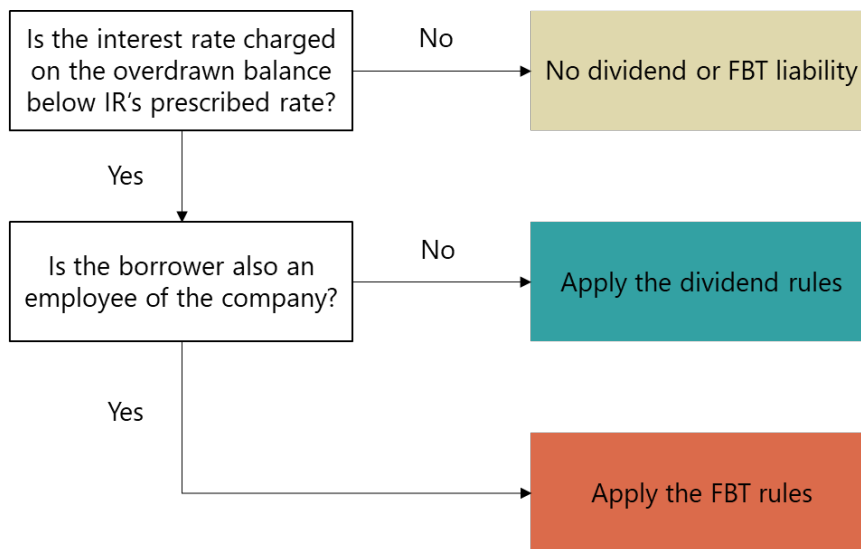 Is the interest rate charged
on the overdrawn balance
below IR’s prescribed rate?
No
No dividend or FBT liability
Yes
Is the borrower also an
employee of the company?
No
Apply the dividend rules
Yes
Apply the FBT rules